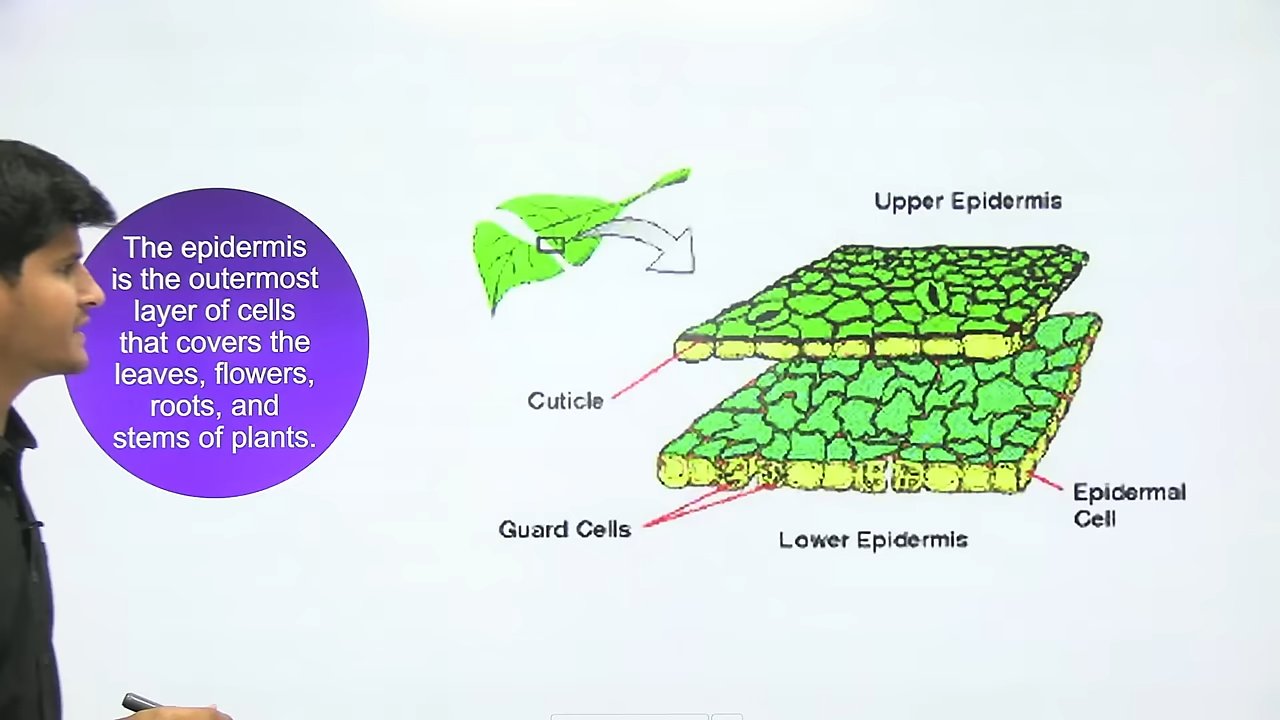 The epidermis
is the outermost
layer of cells
that covers the
leaves, flowers,
roots, and
stems of plants.
Upper Epidermis
Cuticle
Guard Cells
Lower Epidermis
Epidermal
Cell